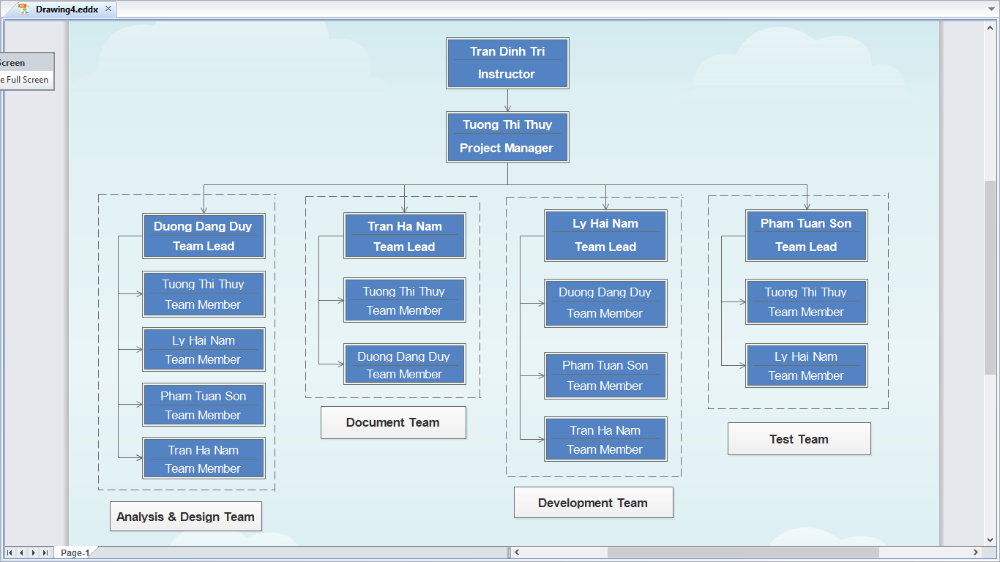 Drawing4.eddx
Screen
e Full Screen
Tran Dinh Tri
Instructor
Tuong Thi Thuy
Project Manager
Duong Dang Duy
Team Lead
Tuong Thi Thuy
Team Member
Ly Hai Nam
Team Member
Pham Tuan Son
Team Member
Tran Ha Nam
Team Member
Analysis & Design Team
Tran Ha Nam
Team Lead
Tuong Thi Thuy
Team Member
Duong Dang Duy
Team Member
Document Team
Ly Hai Nam
Team Lead
Duong Dang Duy
Team Member
Pham Tuan Son
Team Member
Tran Ha Nam
Team Member
Development Team
Pham Tuan Son
Team Lead
Tuong Thi Thuy
Team Member
Ly Hai Nam
Team Member
Test Team
Page-1